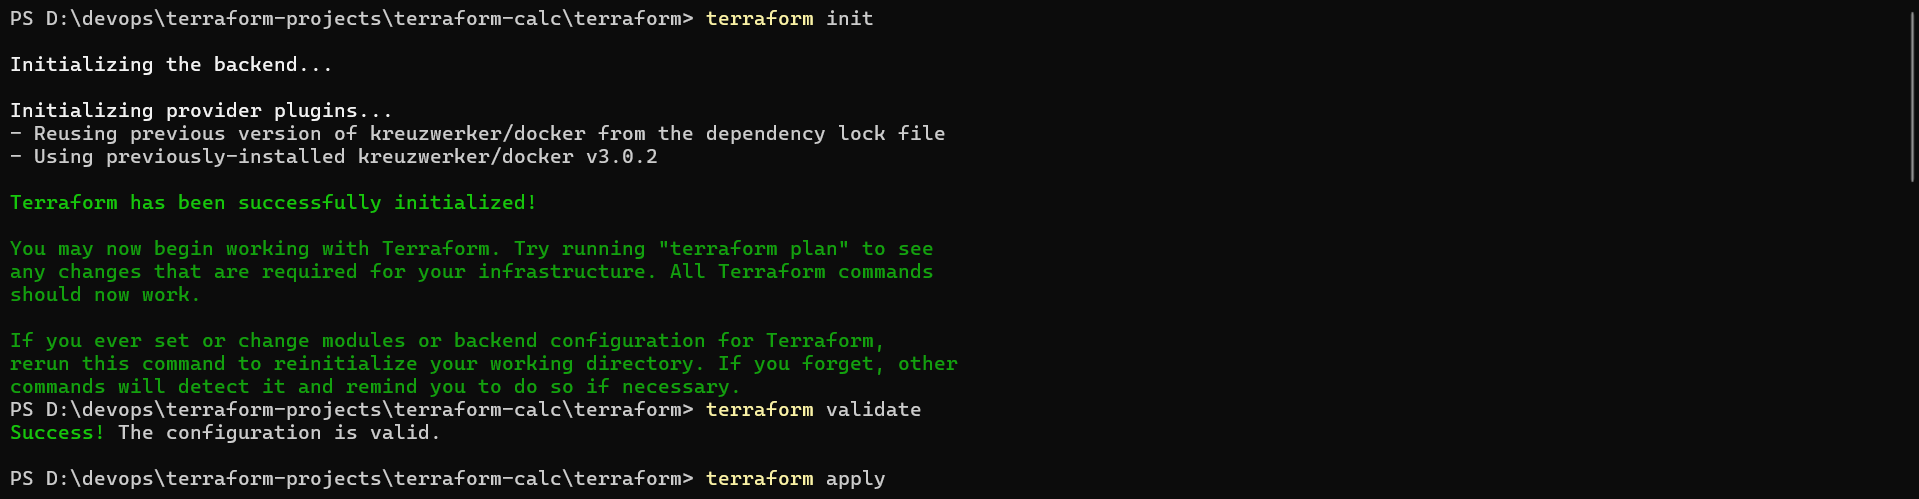 PS D:\devops\terraform-projects\terraform-calc\terraform> terraform init
Initializing the backend...
Initializing provider plugins...
- Reusing previous version of kreuzwerker/docker from the dependency lock file
- Using previously-installed kreuzwerker/docker v3.0.2
Terraform has been successfully initialized!
You may now begin working with Terraform. Try running "terraform plan" to see
any changes that are required for your infrastructure. All Terraform commands
should now work.
If you ever set or change modules or backend configuration for Terraform,
rerun this command to reinitialize your working directory. If you forget, other
commands will detect it and remind you to do so if necessary.
PS D:\devops\terraform-projects\terraform-calc\terraform> terraform validate
Success! The configuration is valid.
PS D:\devops\terraform-projects\terraform-calc\terraform> terraform apply